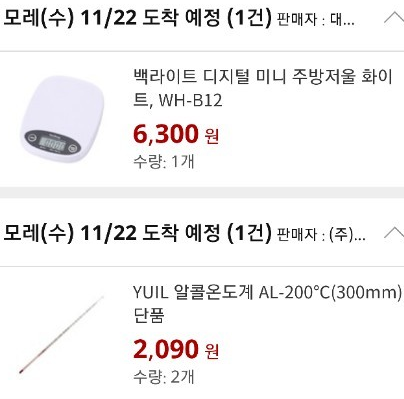 모레(수) 11/22 도착 예정 (1건) 판매자 : 대...
백라이트 디지털 미니 주방저울 화이
트, WH-B12
6,300 원
수량: 1개
모레(수) 11/22 도착 예정 (1건) 판매자 : (주)...
YUIL 알콜온도계 AL-200°C(300mm)
단품
2,090 원
수량: 2개